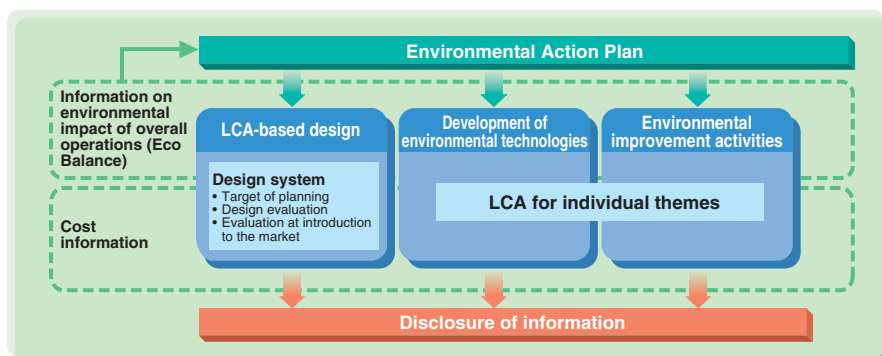 Environmental Action Plan
Information on
environmental
impact of overall
operations (Eco
Balance)
LCA-based design
Development of
environmental technologies
Environmental
improvement activities
Design system
• Target of planning
• Design evaluation
• Evaluation at introduction
to the market
LCA for individual themes
Cost
information
Disclosure of information